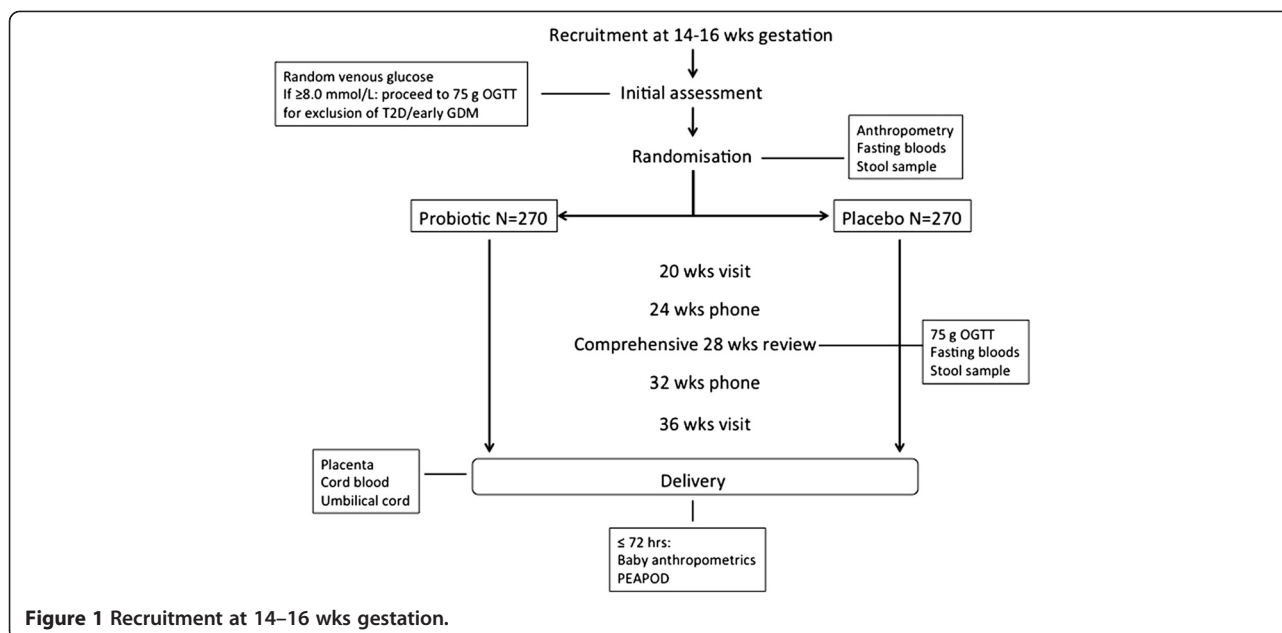 Recruitment at 14-16 wks gestation
Random venous glucose
If ≥8.0 mmol/L: proceed to 75 g OGTT
for exclusion of T2D/early GDM
Initial assessment
Randomisation
Anthropometry
Fasting bloods
Stool sample
Probiotic N=270
Placebo N=270
20 wks visit
24 wks phone
Comprehensive 28 wks review
75 g OGTT
Fasting bloods
Stool sample
32 wks phone
36 wks visit
Placenta
Cord blood
Umbilical cord
Delivery
≤ 72 hrs:
Baby anthropometrics
PEAPOD
Figure 1 Recruitment at 14–16 wks gestation.